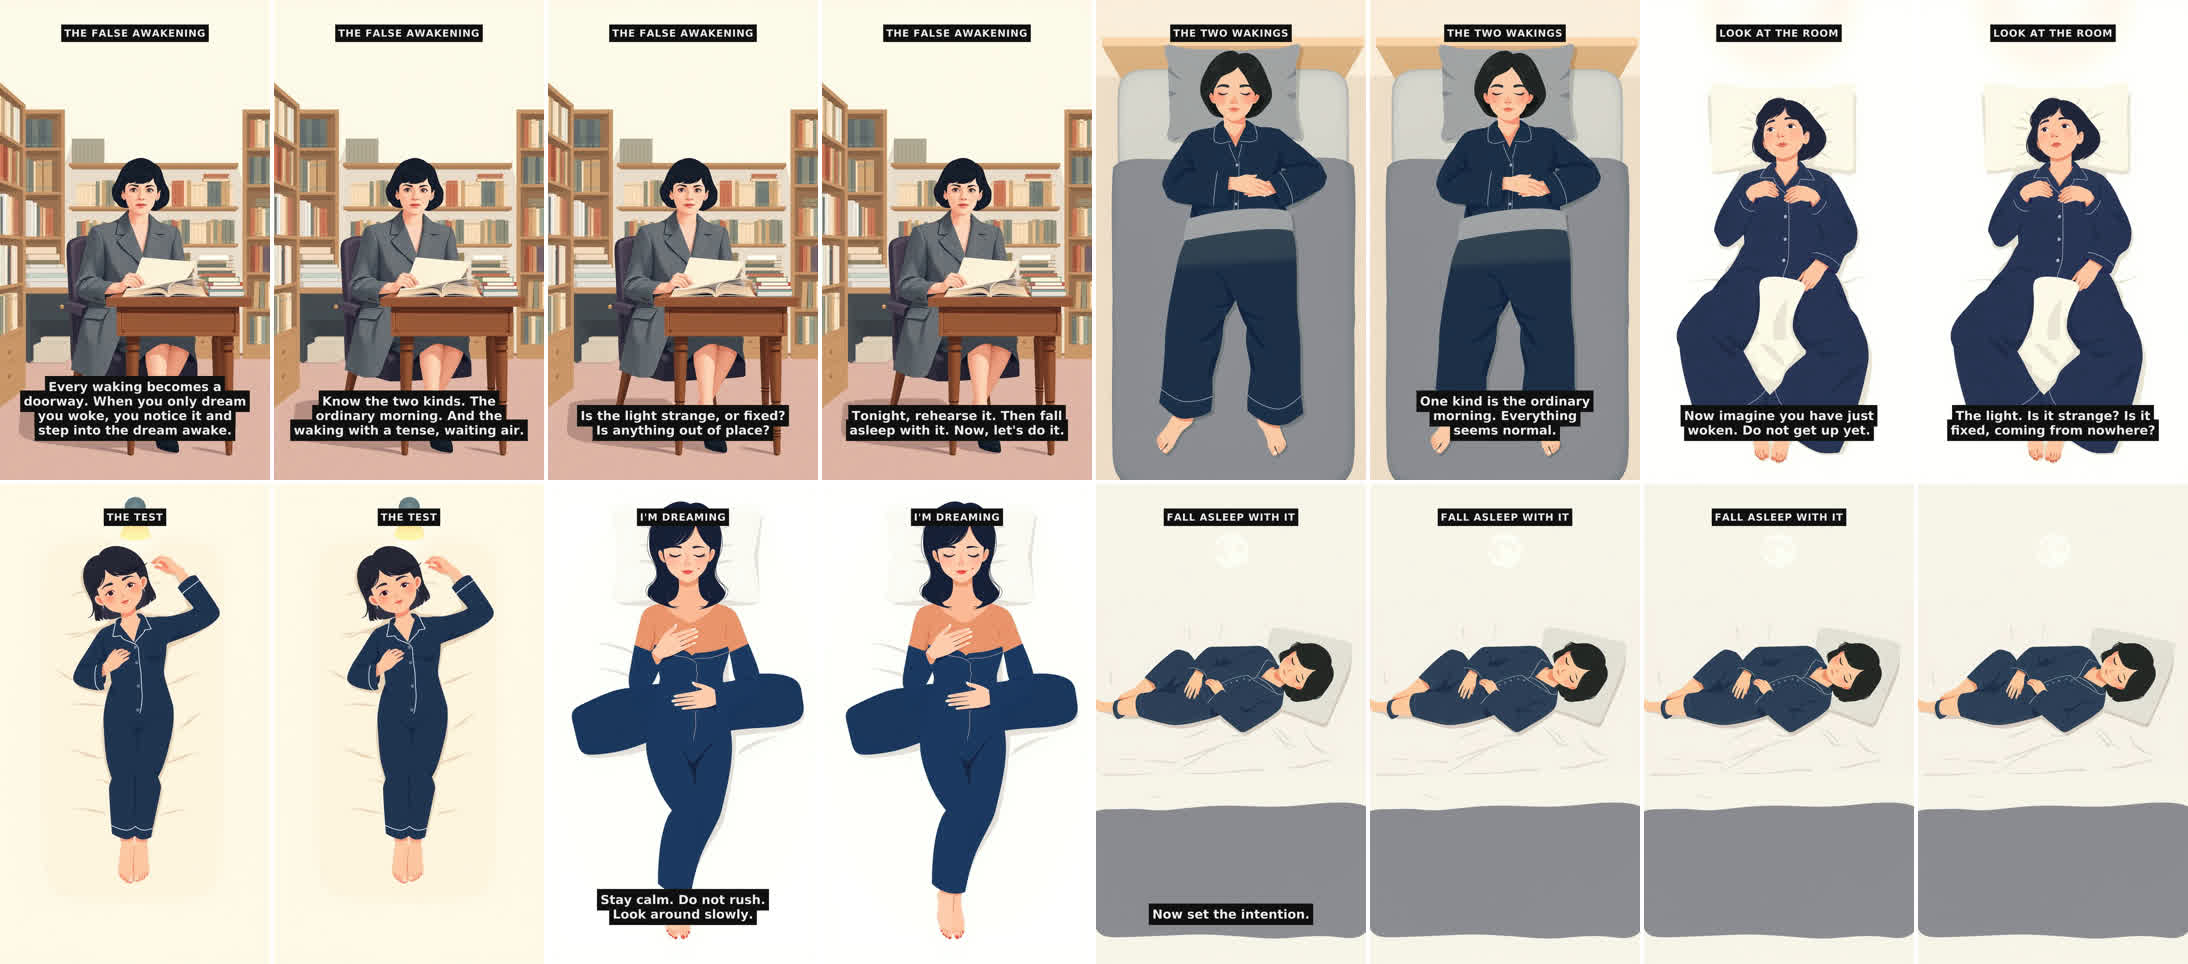 THE FALSE AWAKENING
Every waking becomes a
doorway. When you only dream
you woke, you notice it and
step into the dream awake.
THE FALSE AWAKENING
Know the two kinds. The
ordinary morning. And the
waking with a tense, waiting air.
THE FALSE AWAKENING
Is the light strange, or fixed?
Is anything out of place?
THE FALSE AWAKENING
Tonight, rehearse it. Then fall
asleep with it. Now, let's do it.
THE TWO WAKINGS
THE TWO WAKINGS
One kind is the ordinary
morning. Everything
seems normal.
LOOK AT THE ROOM
Now imagine you have just
woken. Do not get up yet.
LOOK AT THE ROOM
The light. Is it strange? Is it
fixed, coming from nowhere?
THE TEST
THE TEST
I'M DREAMING
Stay calm. Do not rush.
Look around slowly.
I'M DREAMING
FALL ASLEEP WITH IT
Now set the intention.
FALL ASLEEP WITH IT
FALL ASLEEP WITH IT